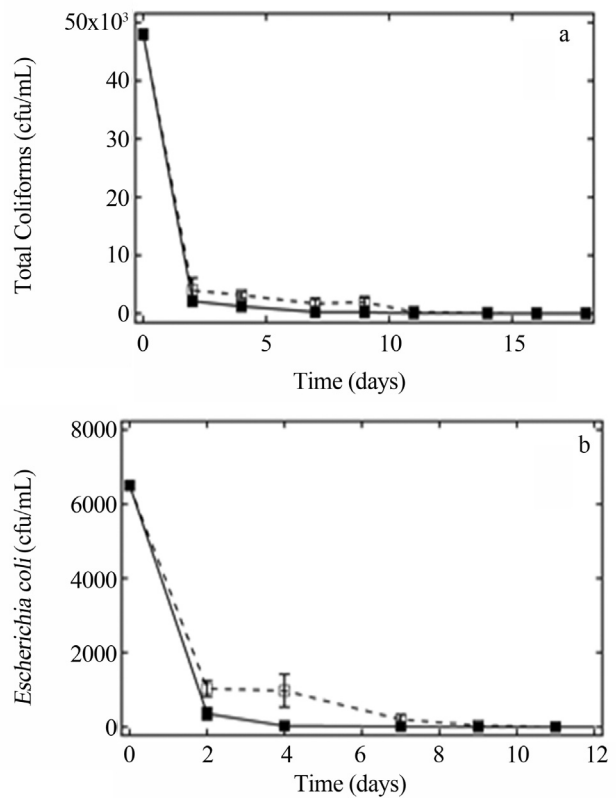 a
Total Coliforms (cfu/mL)
50x10³
40
30
20
10
0
0 5 10 15
Time (days)
b
Escherichia coli (cfu/mL)
8000
6000
4000
2000
0
0 2 4 6 8 10 12
Time (days)